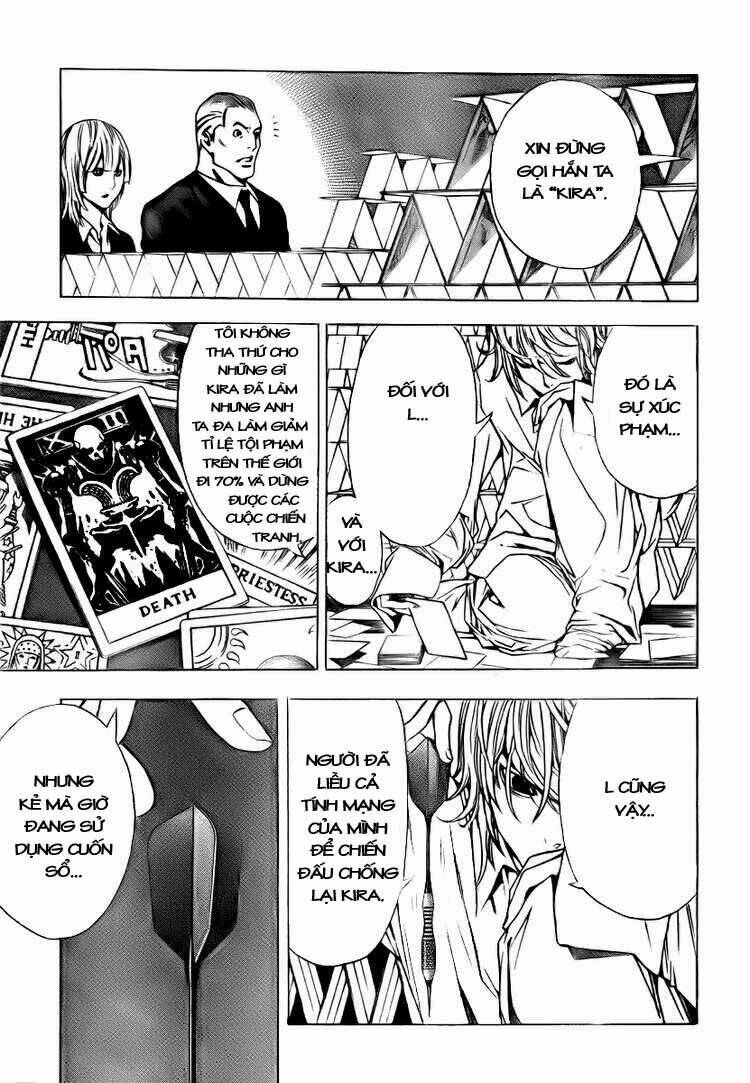 XIN ĐỪNG
GỌI HẮN TA
LÀ "KIRA".
ĐÓ LÀ
SỰ XÚC
PHẠM...
ĐỐI VỚI
L...
VÀ
VỚI
KIRA...
TÔI KHÔNG
THA THỨ CHO
NHỮNG GÌ
KIRA ĐÃ LÀM
NHƯNG ANH
TA ĐA LÀM GIẢM
TỈ LỆ TỘI PHẠM
TRÊN THẾ GIỚI
ĐI 70% VÀ DỪNG
ĐƯỢC CÁC
CUỘC CHIẾN
TRANH.
XIII
DEATH
PRIESTESS
L CŨNG
VẬY...
NGƯỜI ĐÃ
LIỀU CẢ
TÍNH MẠNG
CỦA MÌNH
ĐỂ CHIẾN
ĐẤU CHỐNG
LẠI KIRA.
NHƯNG
KẺ MÀ GIỜ
ĐANG SỬ
DỤNG CUỐN
SỔ...